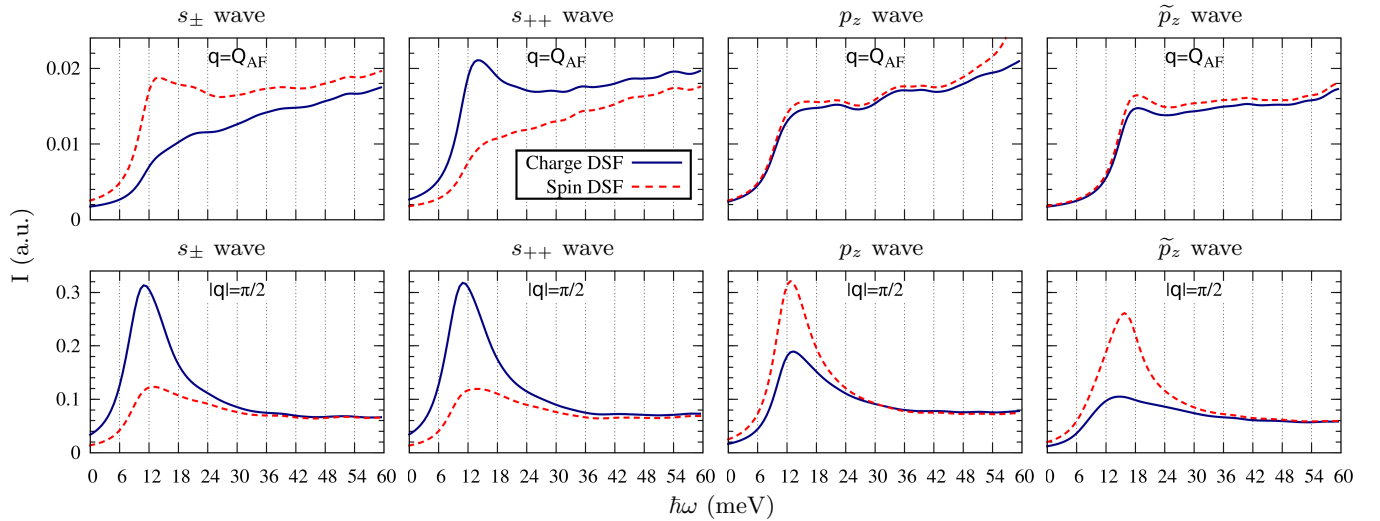 s± wave s++ wave pz wave p̃z wave
I (a.u.)
0.02
0.01
0
q=Q_AF q=Q_AF q=Q_AF q=Q_AF
Charge DSF
Spin DSF
s± wave s++ wave pz wave p̃z wave
0.3
0.2
0.1
0
|q|=π/2 |q|=π/2 |q|=π/2 |q|=π/2
0 6 12 18 24 30 36 42 48 54 60 0 6 12 18 24 30 36 42 48 54 60 0 6 12 18 24 30 36 42 48 54 60 0 6 12 18 24 30 36 42 48 54 60
ħω (meV)